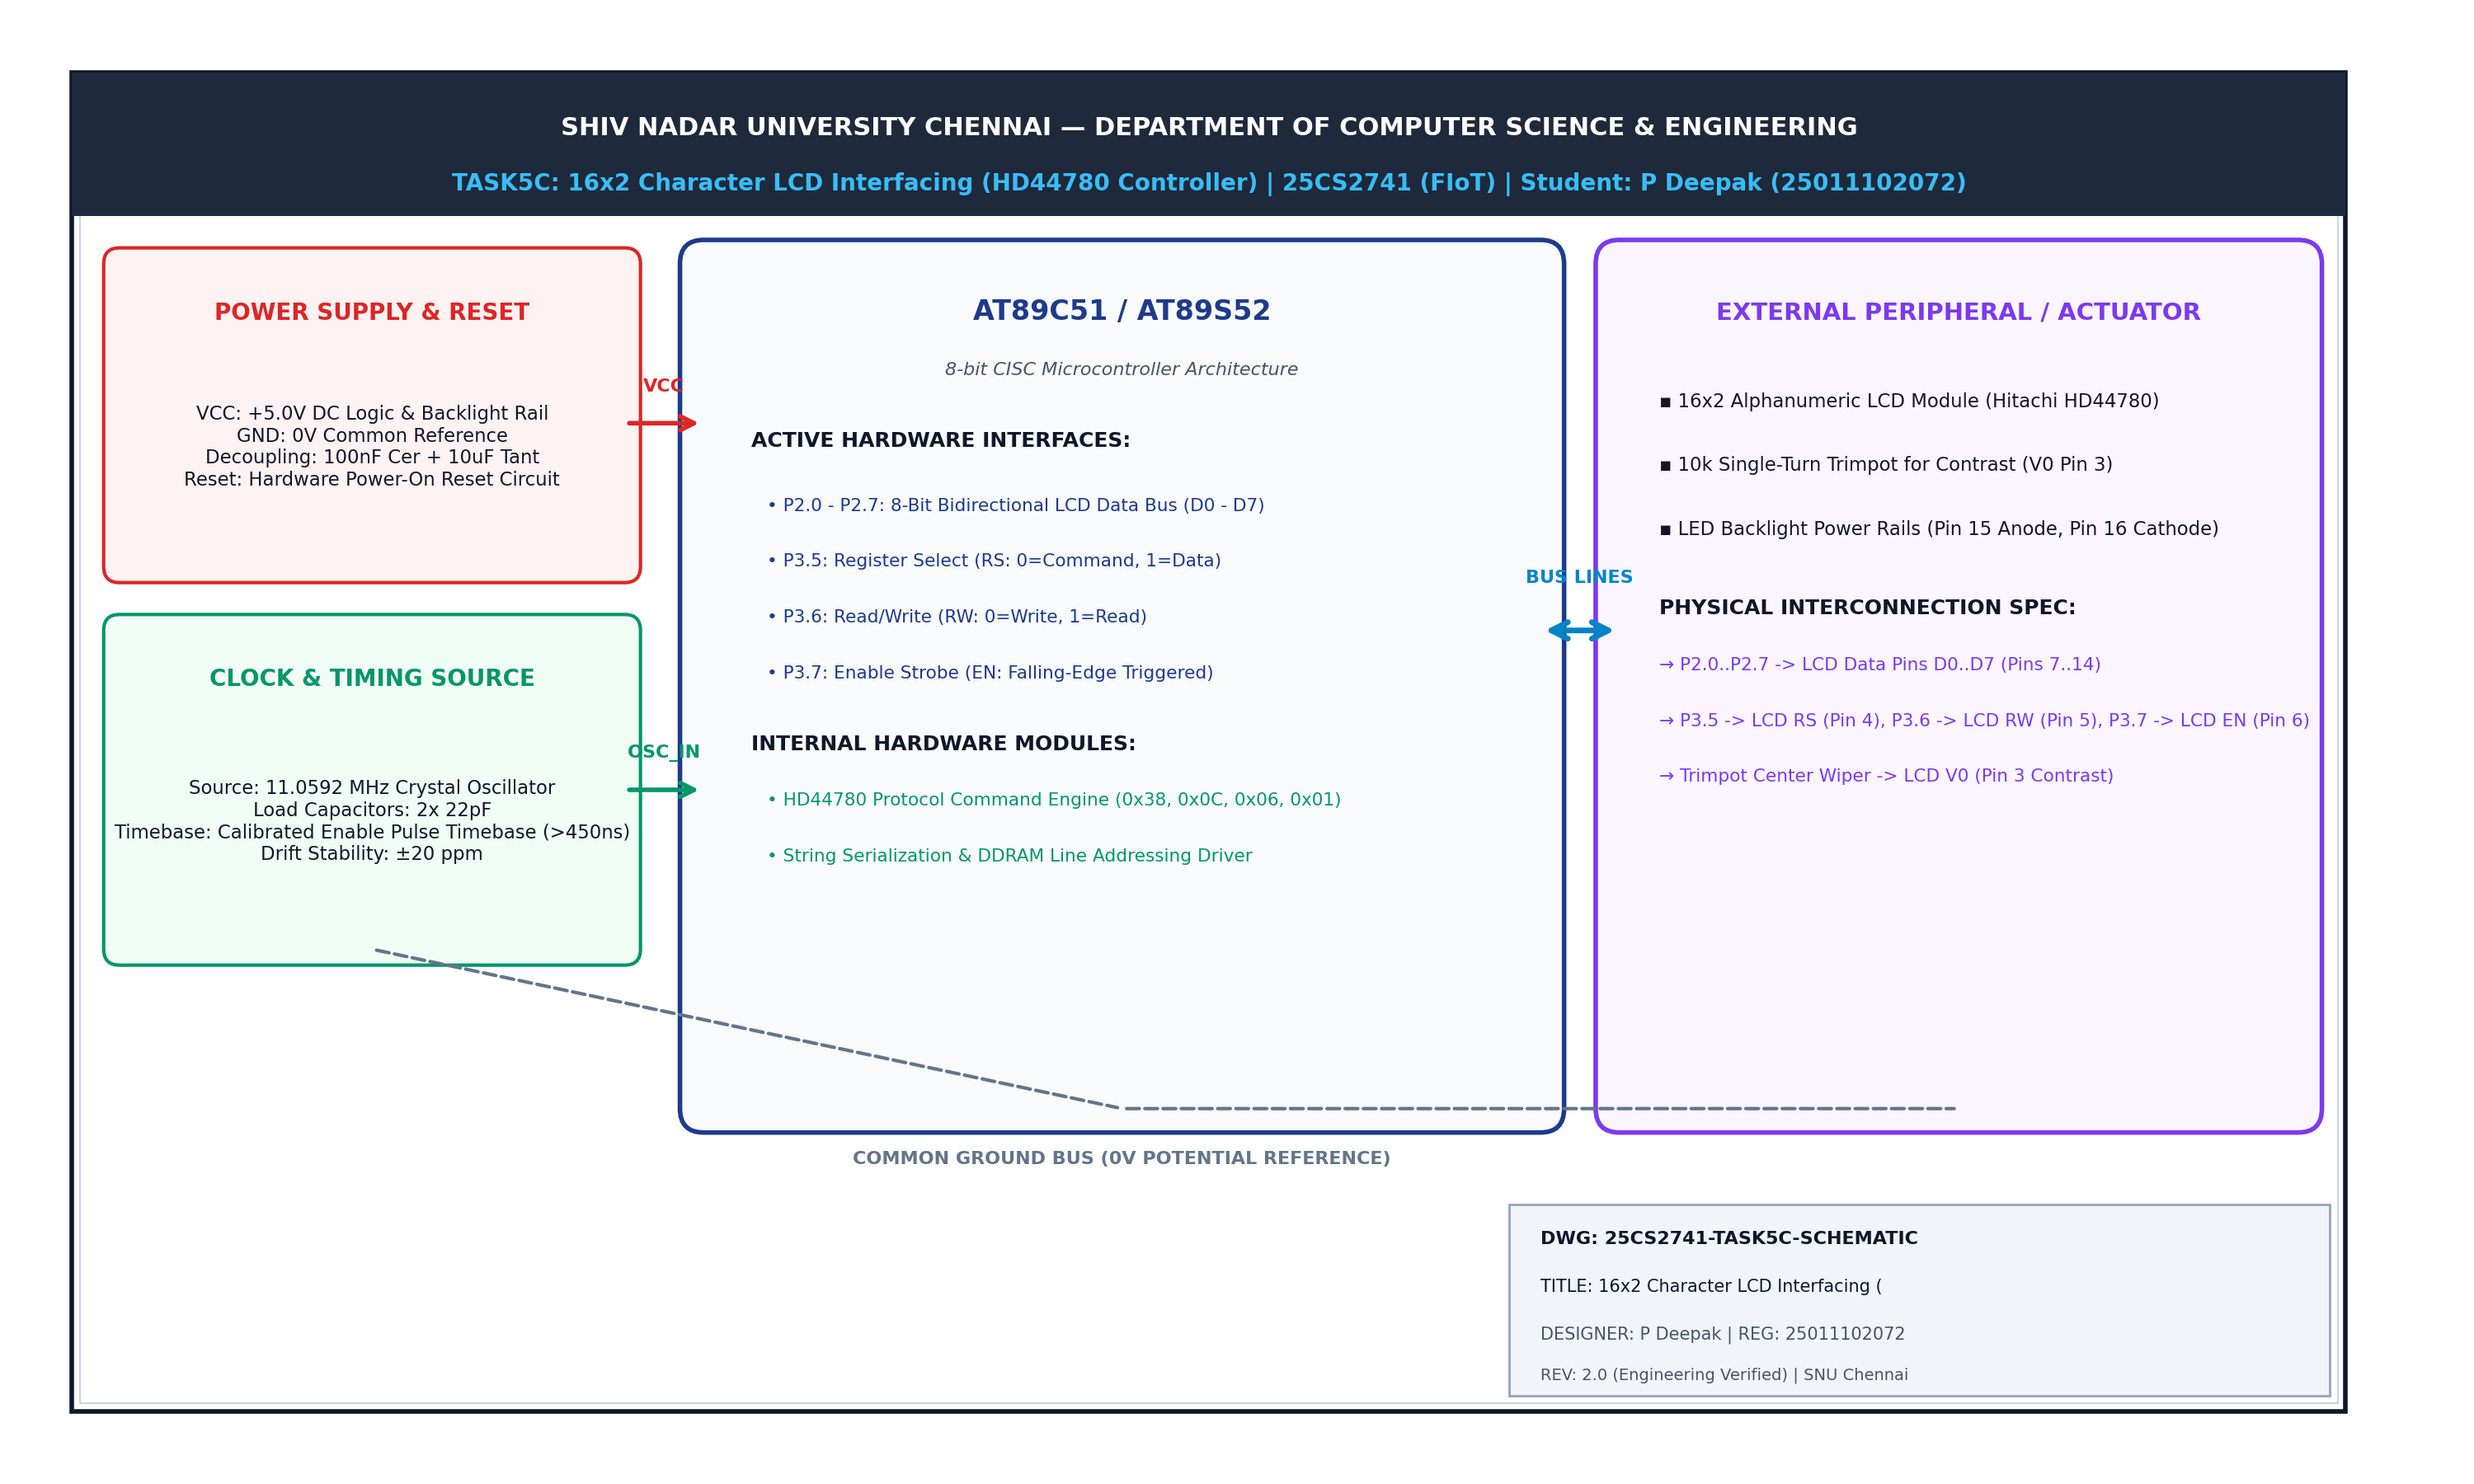 SHIV NADAR UNIVERSITY CHENNAI — DEPARTMENT OF COMPUTER SCIENCE & ENGINEERING
TASK5C: 16x2 Character LCD Interfacing (HD44780 Controller) | 25CS2741 (FIoT) | Student: P Deepak (25011102072)
POWER SUPPLY & RESET
VCC: +5.0V DC Logic & Backlight Rail
GND: 0V Common Reference
Decoupling: 100nF Cer + 10uF Tant
Reset: Hardware Power-On Reset Circuit
VCC
CLOCK & TIMING SOURCE
Source: 11.0592 MHz Crystal Oscillator
Load Capacitors: 2x 22pF
Timebase: Calibrated Enable Pulse Timebase (>450ns)
Drift Stability: ±20 ppm
OSC_IN
AT89C51 / AT89S52
8-bit CISC Microcontroller Architecture
ACTIVE HARDWARE INTERFACES:
• P2.0 - P2.7: 8-Bit Bidirectional LCD Data Bus (D0 - D7)
• P3.5: Register Select (RS: 0=Command, 1=Data)
• P3.6: Read/Write (RW: 0=Write, 1=Read)
• P3.7: Enable Strobe (EN: Falling-Edge Triggered)
INTERNAL HARDWARE MODULES:
• HD44780 Protocol Command Engine (0x38, 0x0C, 0x06, 0x01)
• String Serialization & DDRAM Line Addressing Driver
BUS LINES
EXTERNAL PERIPHERAL / ACTUATOR
▪ 16x2 Alphanumeric LCD Module (Hitachi HD44780)
▪ 10k Single-Turn Trimpot for Contrast (V0 Pin 3)
▪ LED Backlight Power Rails (Pin 15 Anode, Pin 16 Cathode)
PHYSICAL INTERCONNECTION SPEC:
→ P2.0..P2.7 -> LCD Data Pins D0..D7 (Pins 7..14)
→ P3.5 -> LCD RS (Pin 4), P3.6 -> LCD RW (Pin 5), P3.7 -> LCD EN (Pin 6)
→ Trimpot Center Wiper -> LCD V0 (Pin 3 Contrast)
COMMON GROUND BUS (0V POTENTIAL REFERENCE)
DWG: 25CS2741-TASK5C-SCHEMATIC
TITLE: 16x2 Character LCD Interfacing (
DESIGNER: P Deepak | REG: 25011102072
REV: 2.0 (Engineering Verified) | SNU Chennai